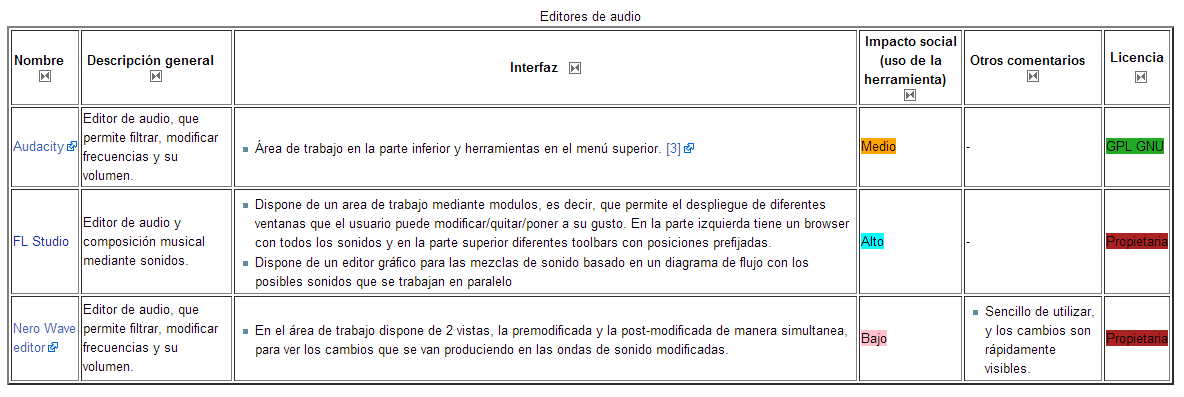 Editores de audio
Nombre
Descripción general
Interfaz
Impacto social
(uso de la
herramienta)
Otros comentarios
Licencia
Audacity
Editor de audio, que
permite filtrar, modificar
frecuencias y su
volumen.
Área de trabajo en la parte inferior y herramientas en el menú superior. [3]
Medio
-
GPL GNU
FL Studio
Editor de audio y
composición musical
mediante sonidos.
Dispone de un area de trabajo mediante modulos, es decir, que permite el despliegue de diferentes
ventanas que el usuario puede modificar/quitar/poner a su gusto. En la parte izquierda tiene un browser
con todos los sonidos y en la parte superior diferentes toolbars con posiciones prefijadas.
Dispone de un editor gráfico para las mezclas de sonido basado en un diagrama de flujo con los
posibles sonidos que se trabajan en paralelo
Alto
-
Propietaria
Nero Wave
editor
Editor de audio, que
permite filtrar, modificar
frecuencias y su
volumen.
En el área de trabajo dispone de 2 vistas, la premodificada y la post-modificada de manera simultanea,
para ver los cambios que se van produciendo en las ondas de sonido modificadas.
Bajo
Sencillo de utilizar,
y los cambios son
rápidamente
visibles.
Propietaria